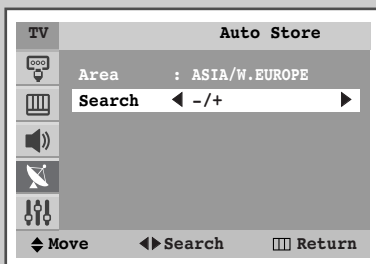 TV Auto Store
Area : ASIA/W.EUROPE
Search ◀ -/+ ▶
Move Search Return